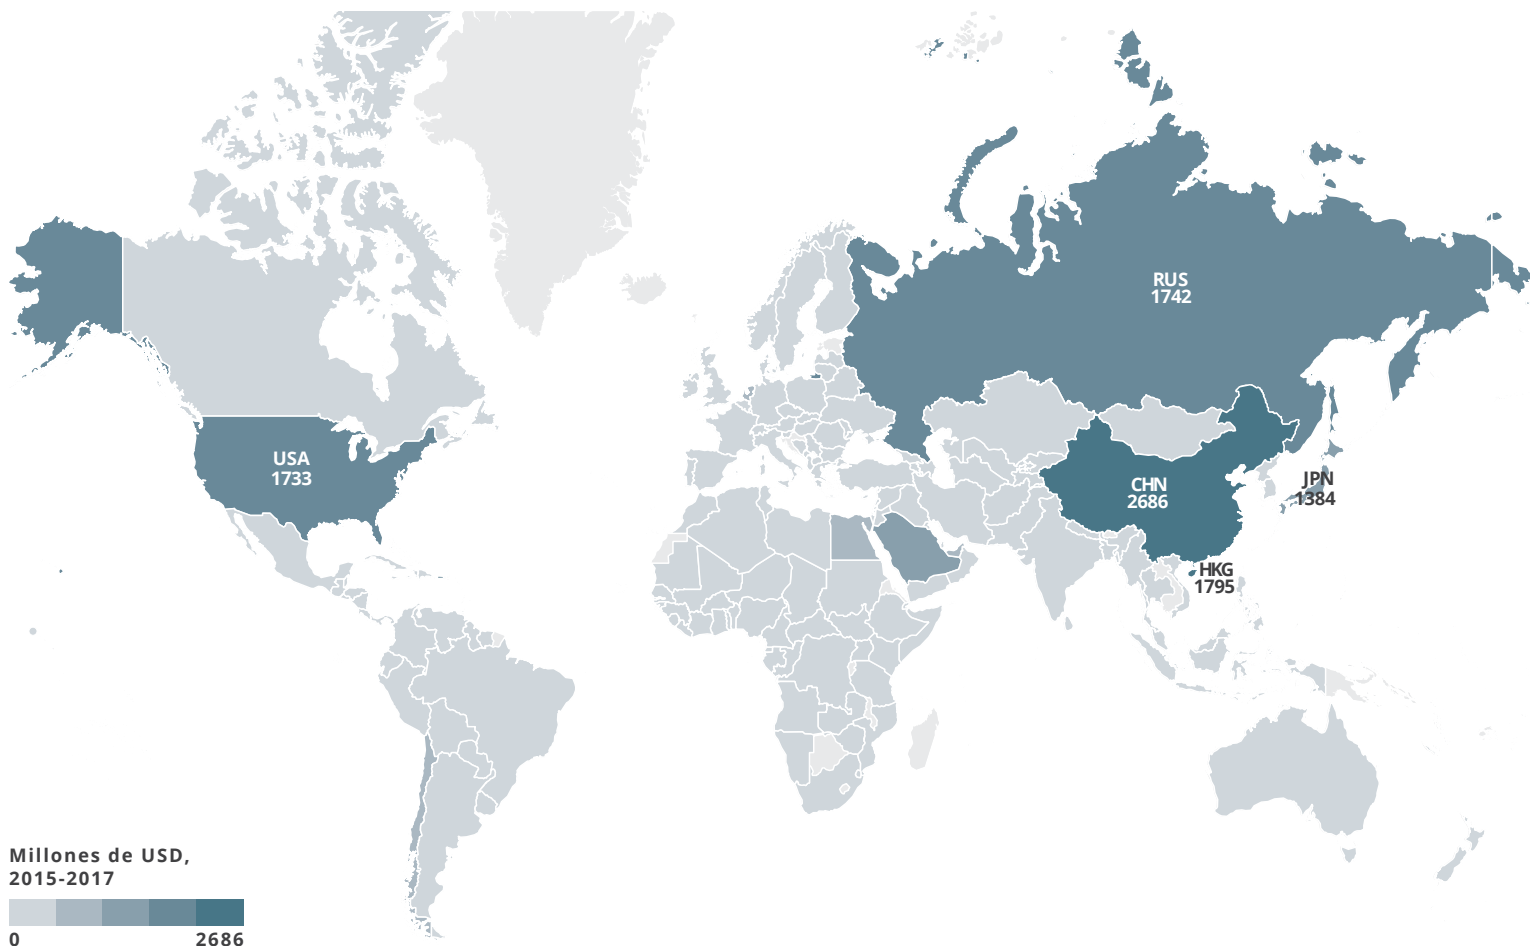 RUS
1742
USA
1733
CHN
2686
JPN
1384
HKG
1795
Millones de USD,
2015-2017
0 2686